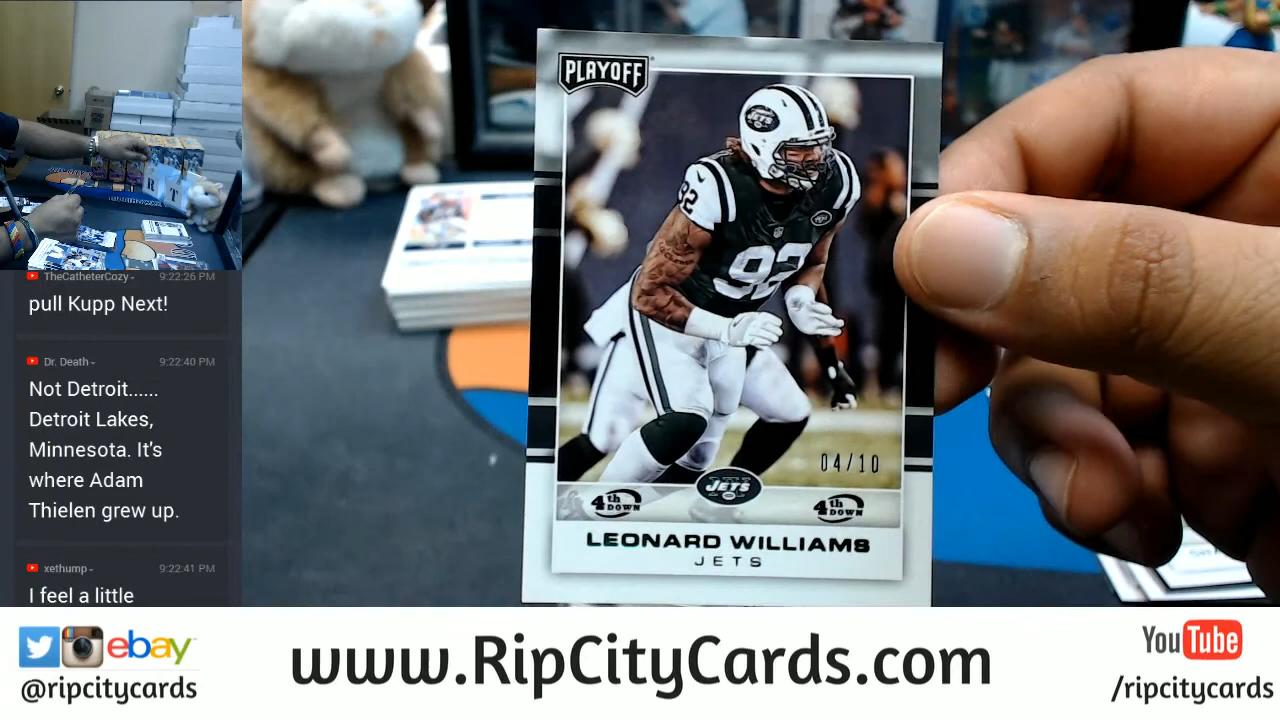 TheCatheterCozy 9:22:26 PM
pull Kupp Next!
Dr. Death 9:22:40 PM
Not Detroit......
Detroit Lakes,
Minnesota. It's
where Adam
Thielen grew up.
xethump 9:22:41 PM
I feel a little
PLAYOFF
JETS
92
92
04/10
JETS
4th DOWN
4th DOWN
LEONARD WILLIAMS
JETS
R T
ebay
@ripcitycards
www.RipCityCards.com
YouTube
/ripcitycards